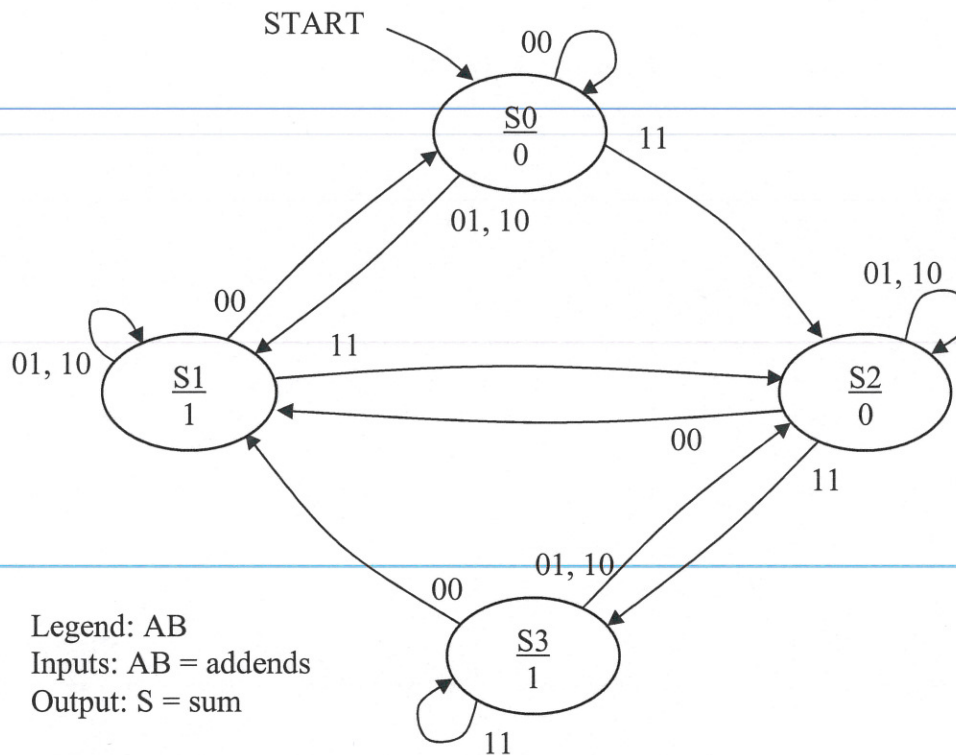 START
00
S0
0
11
01, 10
01, 10
00
11
01, 10
S1
1
S2
0
00
11
01, 10
00
S3
1
11
Legend: AB
Inputs: AB = addends
Output: S = sum